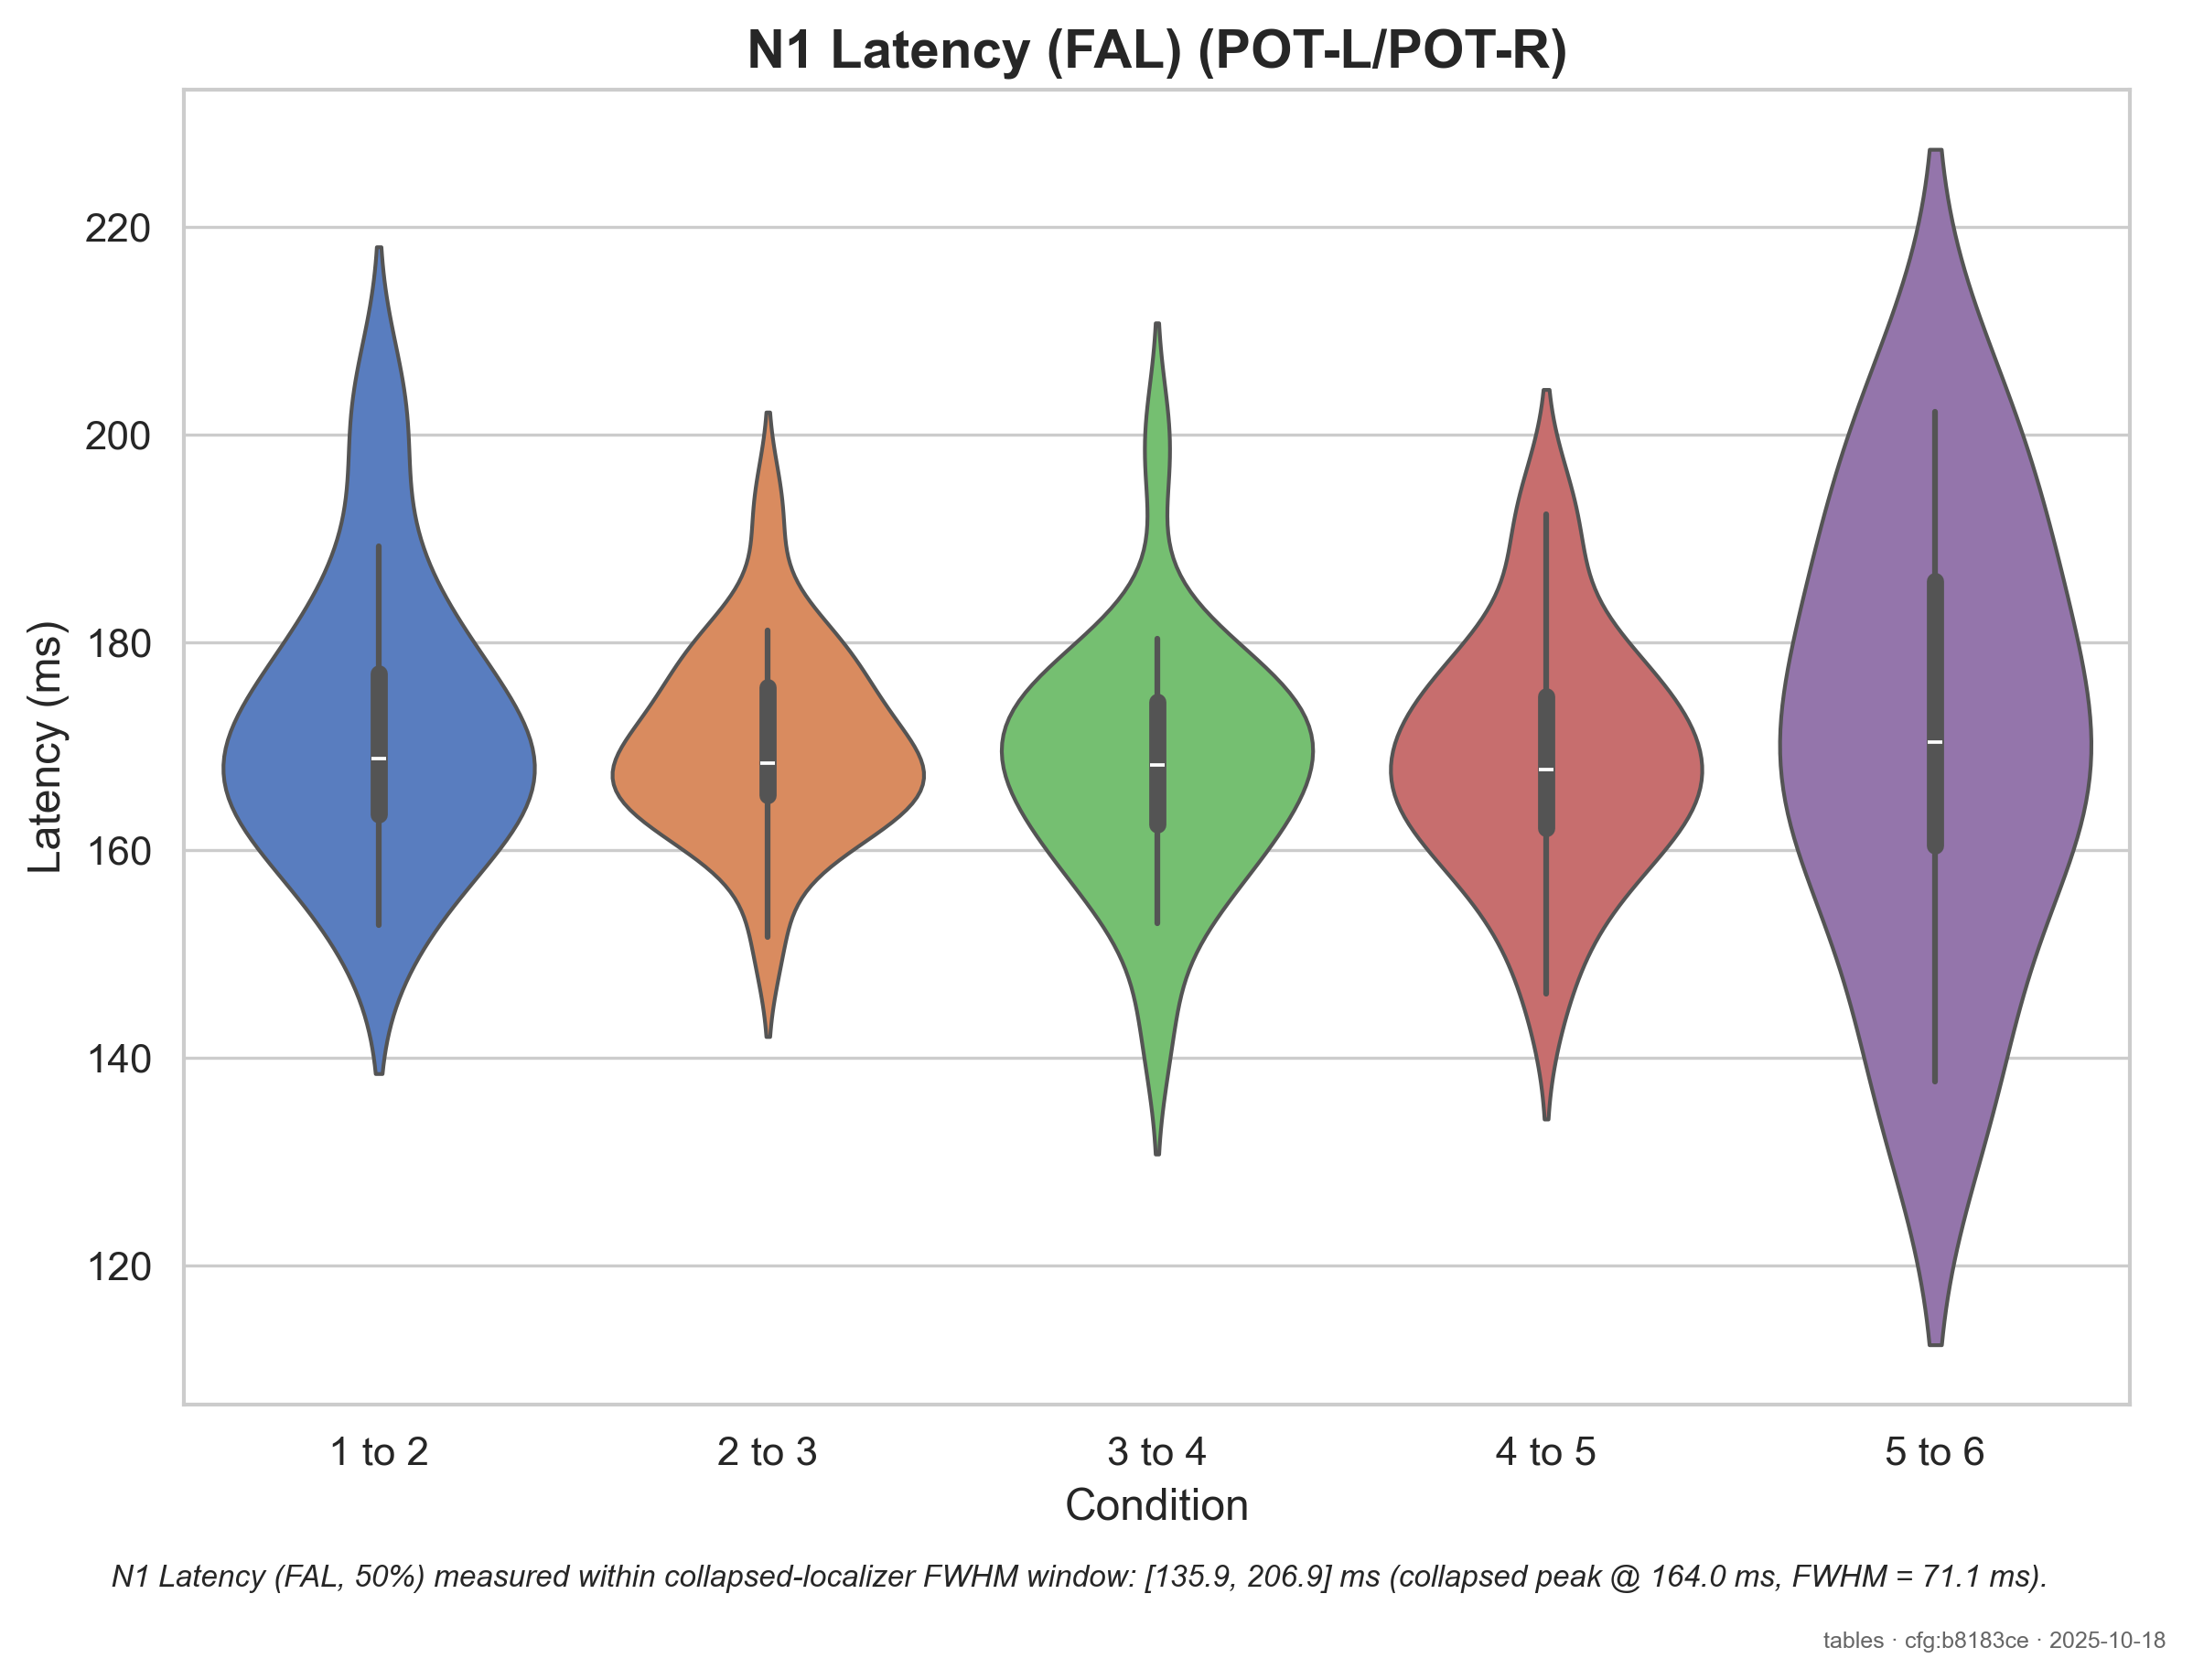 N1 Latency (FAL) (POT-L/POT-R)
Latency (ms)
220
200
180
160
140
120
1 to 2
2 to 3
3 to 4
4 to 5
5 to 6
Condition
N1 Latency (FAL, 50%) measured within collapsed-localizer FWHM window: [135.9, 206.9] ms (collapsed peak @ 164.0 ms, FWHM = 71.1 ms).
tables · cfg:b8183ce · 2025-10-18